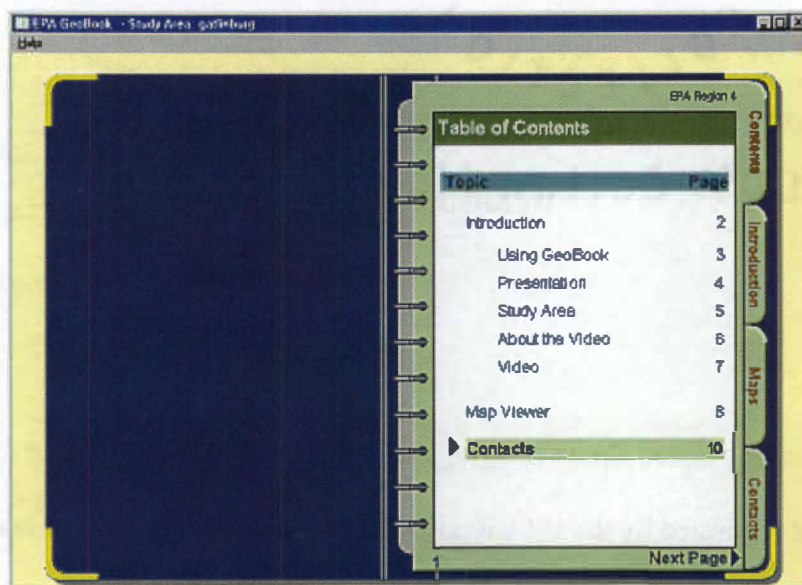 EPA GeoBook - Study Area: gatlinburg
Help
EPA Region 4
Table of Contents
Topic Page
Introduction 2
Using GeoBook 3
Presentation 4
Study Area 5
About the Video 6
Video 7
Map Viewer 8
Contacts 10
1 Next Page
Contents
Introduction
Maps
Contacts